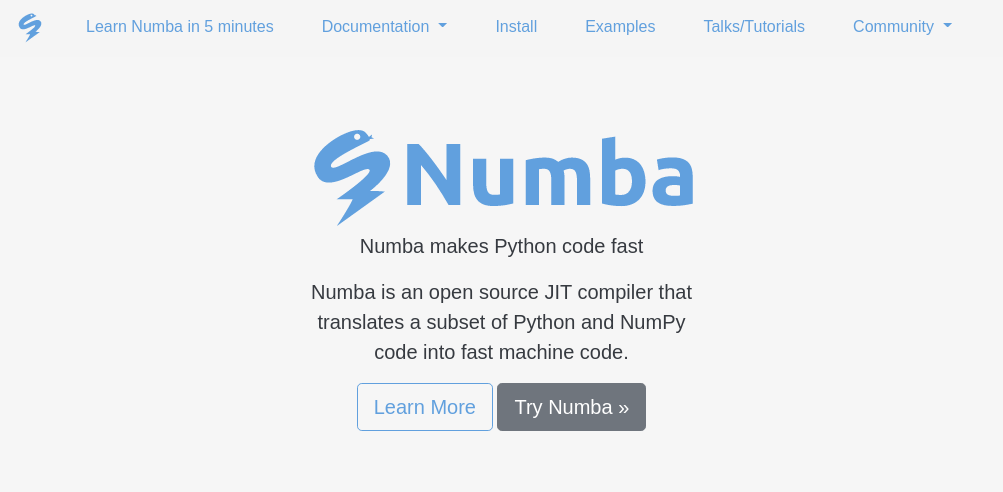 Learn Numba in 5 minutes Documentation Install Examples Talks/Tutorials Community
Numba
Numba makes Python code fast
Numba is an open source JIT compiler that
translates a subset of Python and NumPy
code into fast machine code.
Learn More Try Numba »